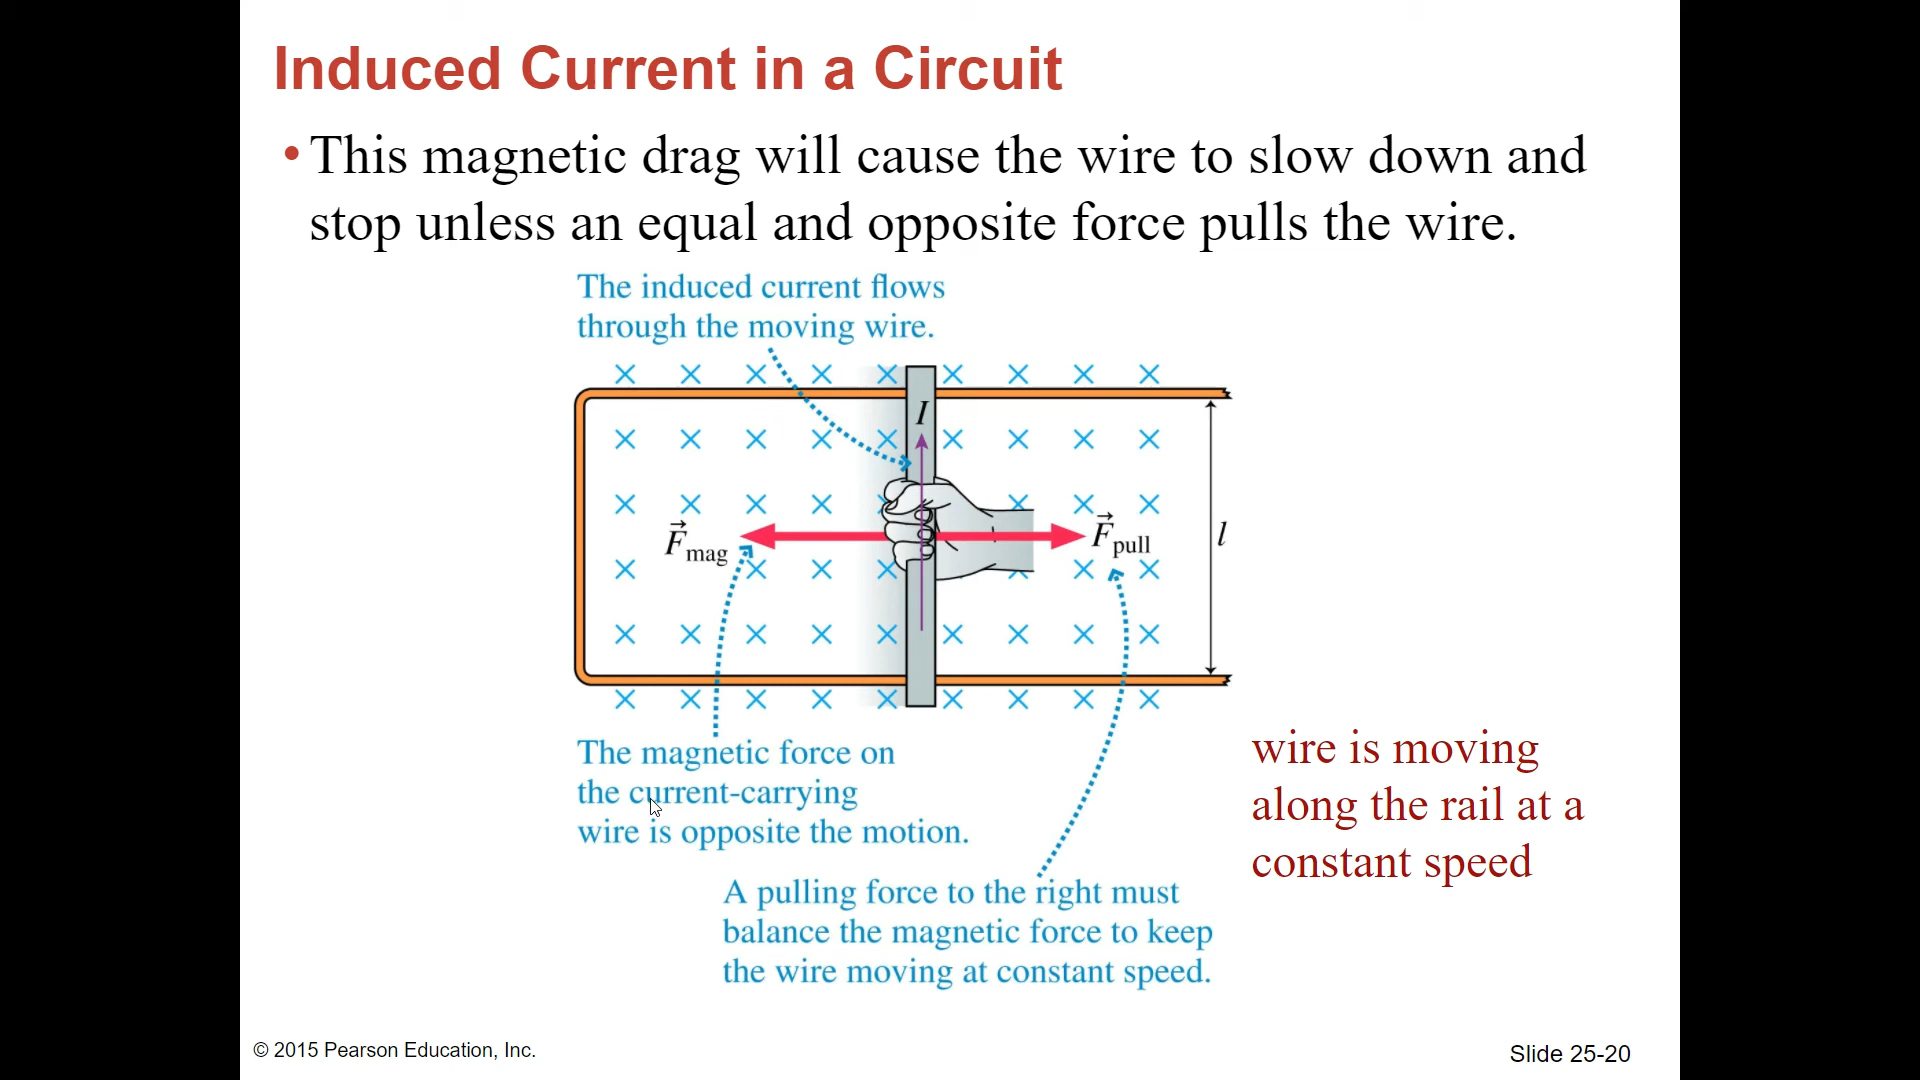 Induced Current in a Circuit
• This magnetic drag will cause the wire to slow down and
stop unless an equal and opposite force pulls the wire.
The induced current flows
through the moving wire.
I
F⃗mag
F⃗pull
l
The magnetic force on
the current-carrying
wire is opposite the motion.
wire is moving
along the rail at a
constant speed
A pulling force to the right must
balance the magnetic force to keep
the wire moving at constant speed.
© 2015 Pearson Education, Inc.
Slide 25-20